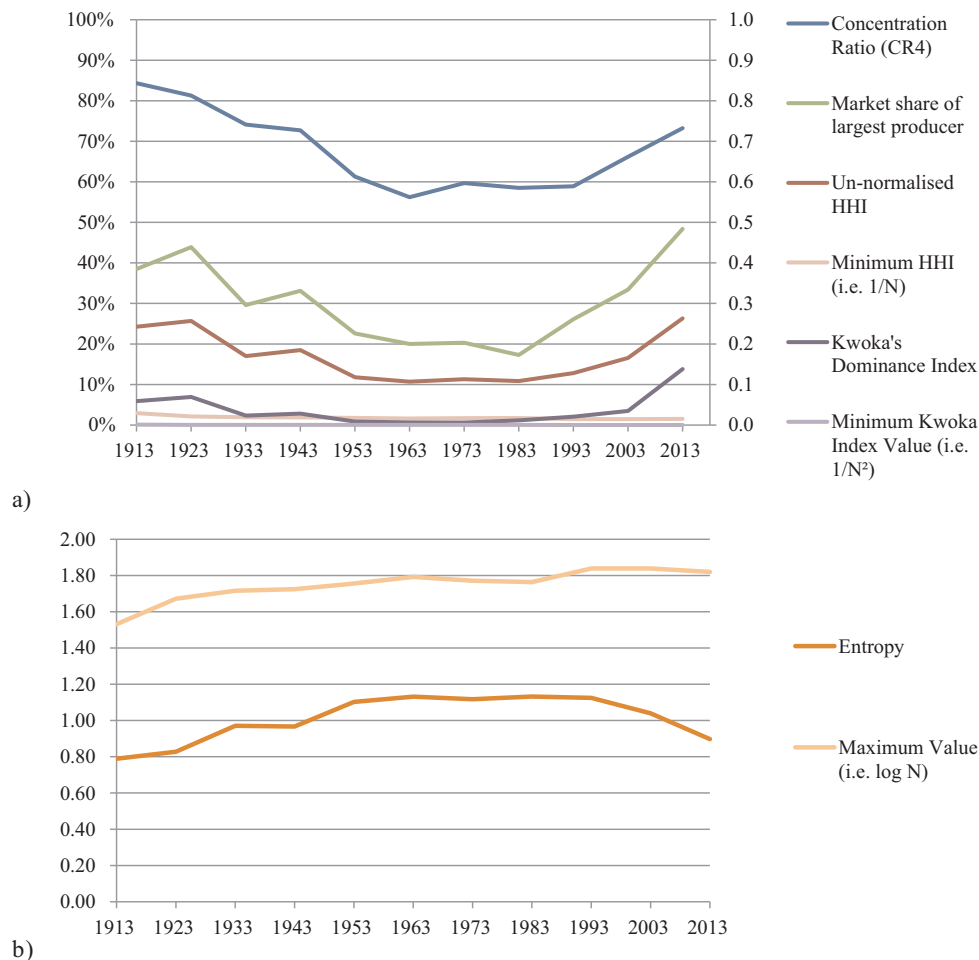 100%
90%
80%
70%
60%
50%
40%
30%
20%
10%
0%
1.0
0.9
0.8
0.7
0.6
0.5
0.4
0.3
0.2
0.1
0.0
1913 1923 1933 1943 1953 1963 1973 1983 1993 2003 2013
Concentration
Ratio (CR4)
Market share of
largest producer
Un-normalised
HHI
Minimum HHI
(i.e. 1/N)
Kwoka's
Dominance Index
Minimum Kwoka
Index Value (i.e.
1/N²)
a)
2.00
1.80
1.60
1.40
1.20
1.00
0.80
0.60
0.40
0.20
0.00
1913 1923 1933 1943 1953 1963 1973 1983 1993 2003 2013
Entropy
Maximum Value
(i.e. log N)
b)